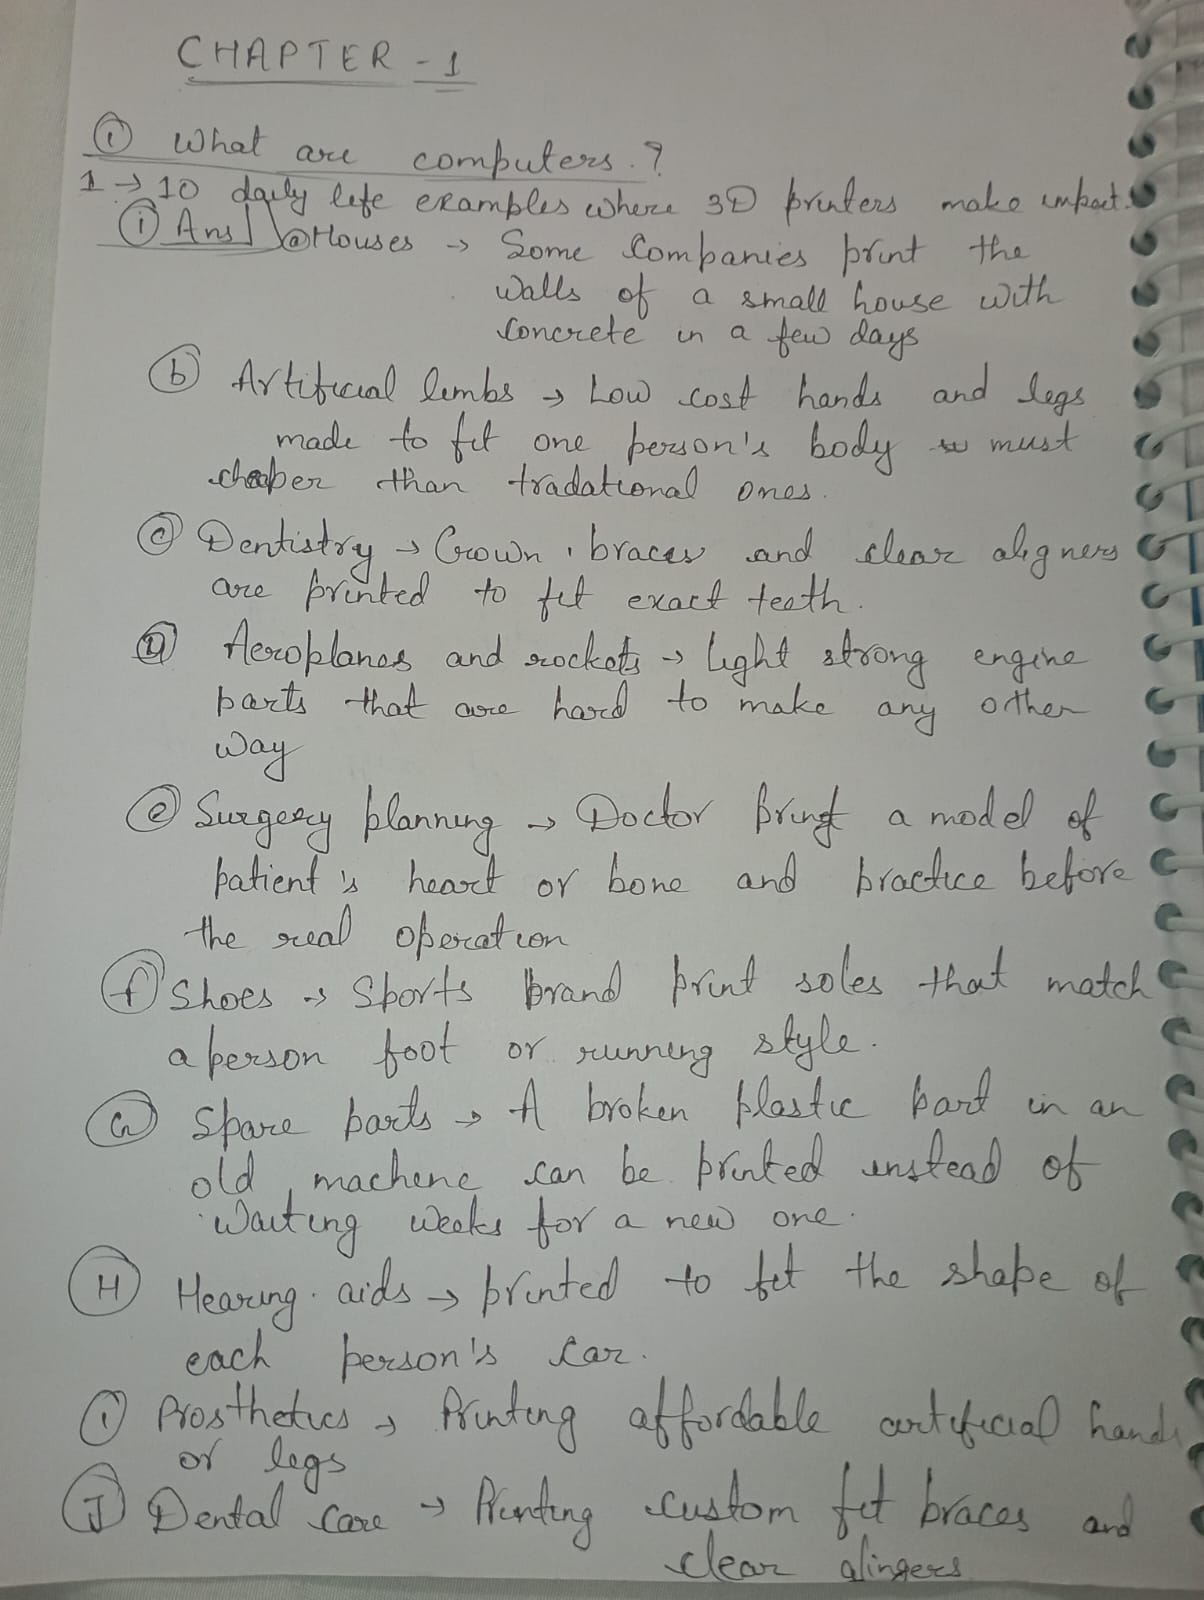 CHAPTER - 1
① What are computers.?
1 → 10 daily life examples where 3D printers make impact.
① Ans] ⓐ Houses → Some Companies print the
walls of a small house with
concrete in a few days
ⓑ Artificial limbs → Low cost hands and legs
made to fit one person's body must
cheaper than tradational ones.
ⓒ Dentistry → Crown, braces and clear aligners
are printed to fit exact teeth.
Ⓓ Aeroplanes and rockets → light strong engine
parts that are hard to make any other
way
ⓔ Surgery planning → Doctor print a model of
patient's heart or bone and practice before
the real operation
ⓕ Shoes → Sports brand print soles that match
a person foot or running style.
Ⓖ Spare parts → A broken plastic part in an
old machine can be printed instead of
waiting weeks for a new one.
Ⓗ Hearing aids → printed to fit the shape of
each person's ear.
ⓘ Prosthetics → Printing affordable artificial hands
or legs
Ⓙ Dental care → Printing custom fit braces and
clear alingers